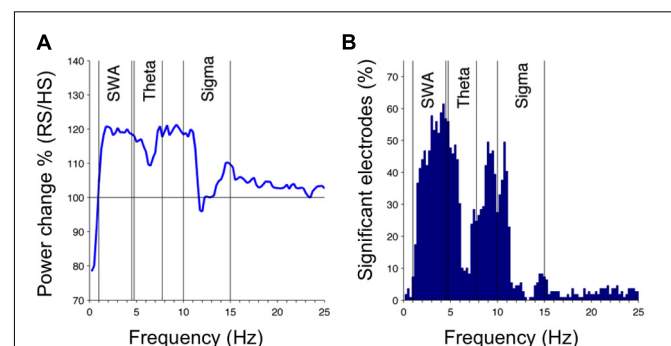 A
B
SWA
Theta
Sigma
140
130
120
110
100
90
80
70
Power change % (RS/HS)
0 5 10 15 20 25
Frequency (Hz)
SWA
Theta
Sigma
70
60
50
40
30
20
10
0
Significant electrodes (%)
0 5 10 15 20 25
Frequency (Hz)